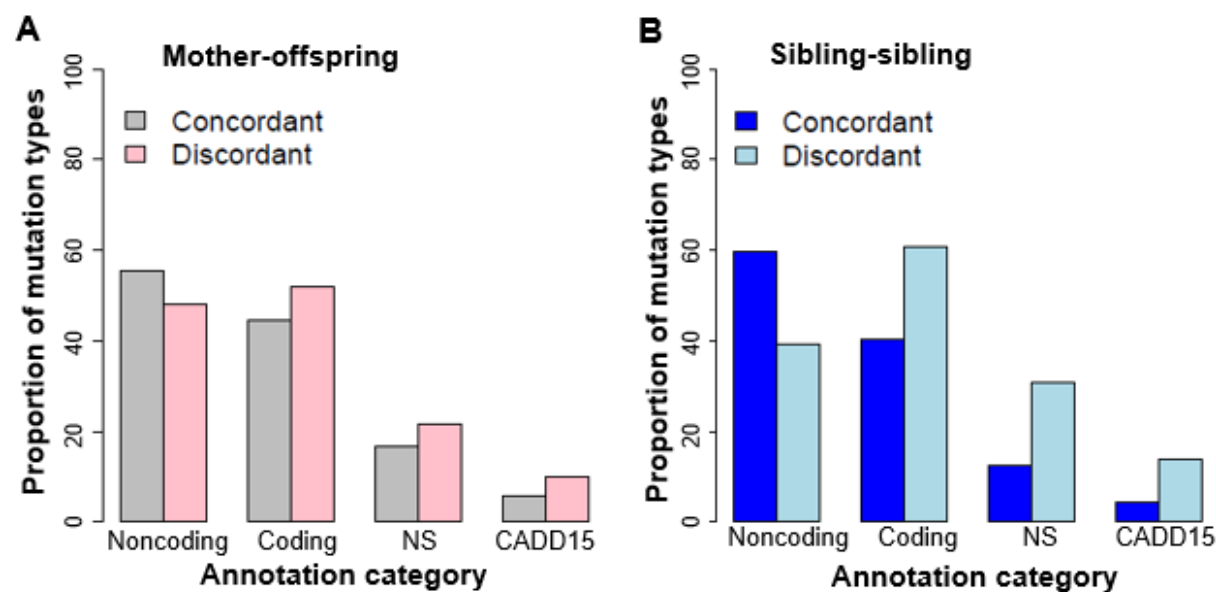 A
Mother-offspring
Proportion of mutation types
100
80
60
40
20
0
Concordant
Discordant
Noncoding Coding NS CADD15
Annotation category
B
Sibling-sibling
Proportion of mutation types
100
80
60
40
20
0
Concordant
Discordant
Noncoding Coding NS CADD15
Annotation category